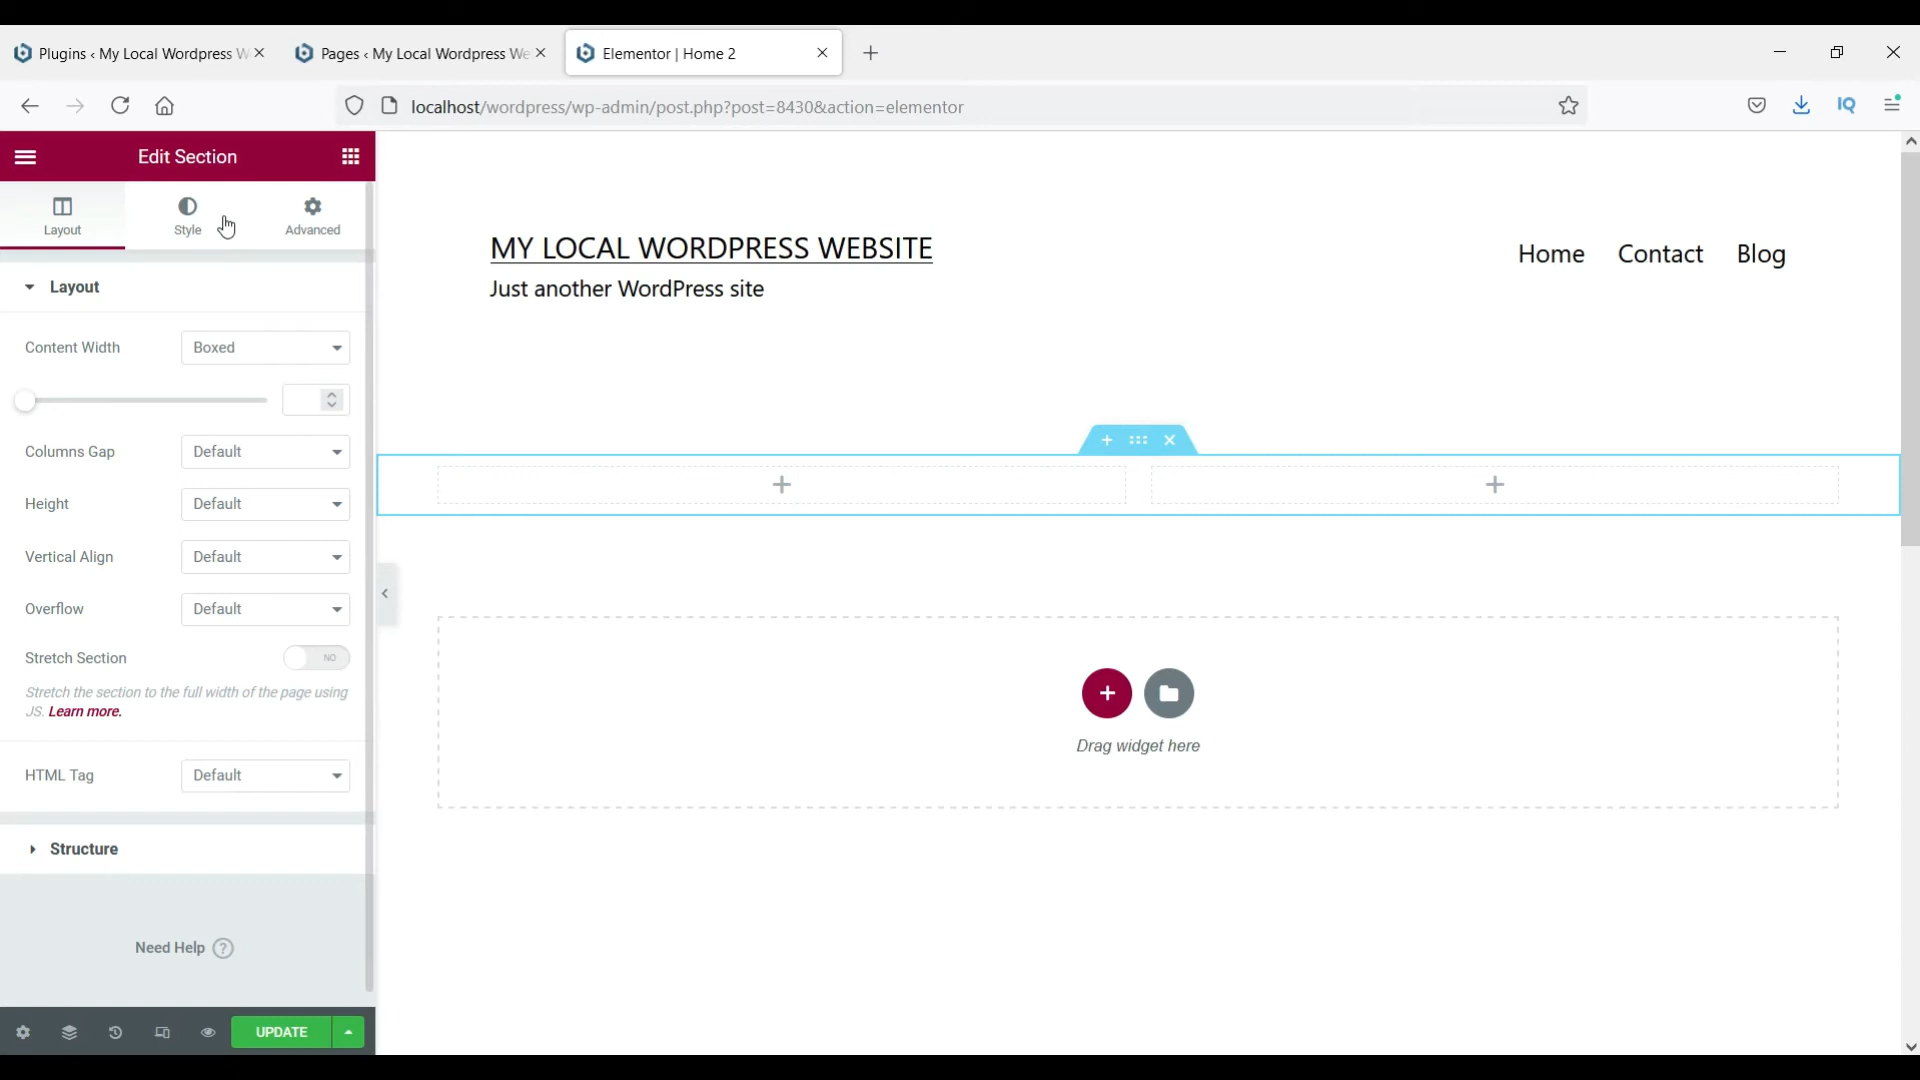 Plugins ‹ My Local Wordpress W
Pages ‹ My Local Wordpress We
Elementor | Home 2
localhost/wordpress/wp-admin/post.php?post=8430&action=elementor
IQ
Edit Section
Layout
Style
Advanced
Layout
Content Width
Boxed
Columns Gap
Default
Height
Default
Vertical Align
Default
Overflow
Default
Stretch Section
NO
Stretch the section to the full width of the page using
JS. Learn more.
HTML Tag
Default
Structure
Need Help ?
UPDATE
MY LOCAL WORDPRESS WEBSITE
Just another WordPress site
Home Contact Blog
Drag widget here